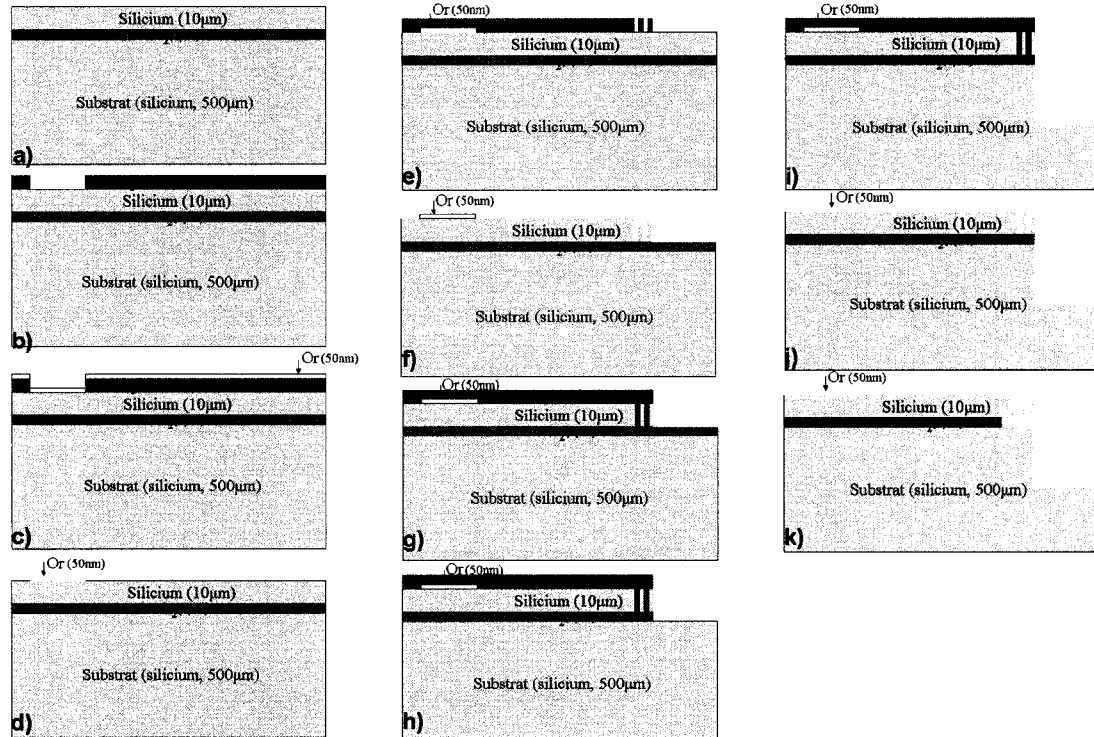 Silicium (10µm)
Substrat (silicium, 500µm)
a)
Silicium (10µm)
Substrat (silicium, 500µm)
b)
Or (50nm)
Silicium (10µm)
Substrat (silicium, 500µm)
c)
Or (50nm)
Silicium (10µm)
Substrat (silicium, 500µm)
d)
Or (50nm)
Silicium (10µm)
Substrat (silicium, 500µm)
e)
Or (50nm)
Silicium (10µm)
Substrat (silicium, 500µm)
f)
Or (50nm)
Silicium (10µm)
Substrat (silicium, 500µm)
g)
Or (50nm)
Silicium (10µm)
Substrat (silicium, 500µm)
h)
Or (50nm)
Silicium (10µm)
Substrat (silicium, 500µm)
i)
Or (50nm)
Silicium (10µm)
Substrat (silicium, 500µm)
j)
Or (50nm)
Silicium (10µm)
Substrat (silicium, 500µm)
k)